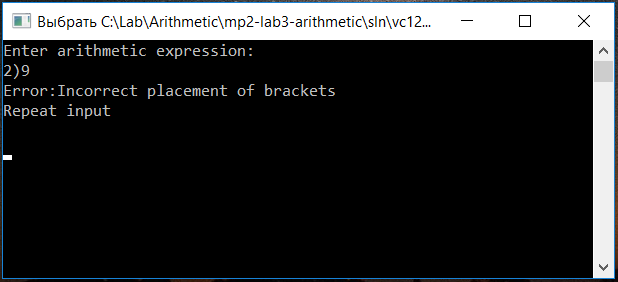 Выбрать C:\Lab\Arithmetic\mp2-lab3-arithmetic\sln\vc12...
Enter arithmetic expression:
2)9
Error:Incorrect placement of brackets
Repeat input